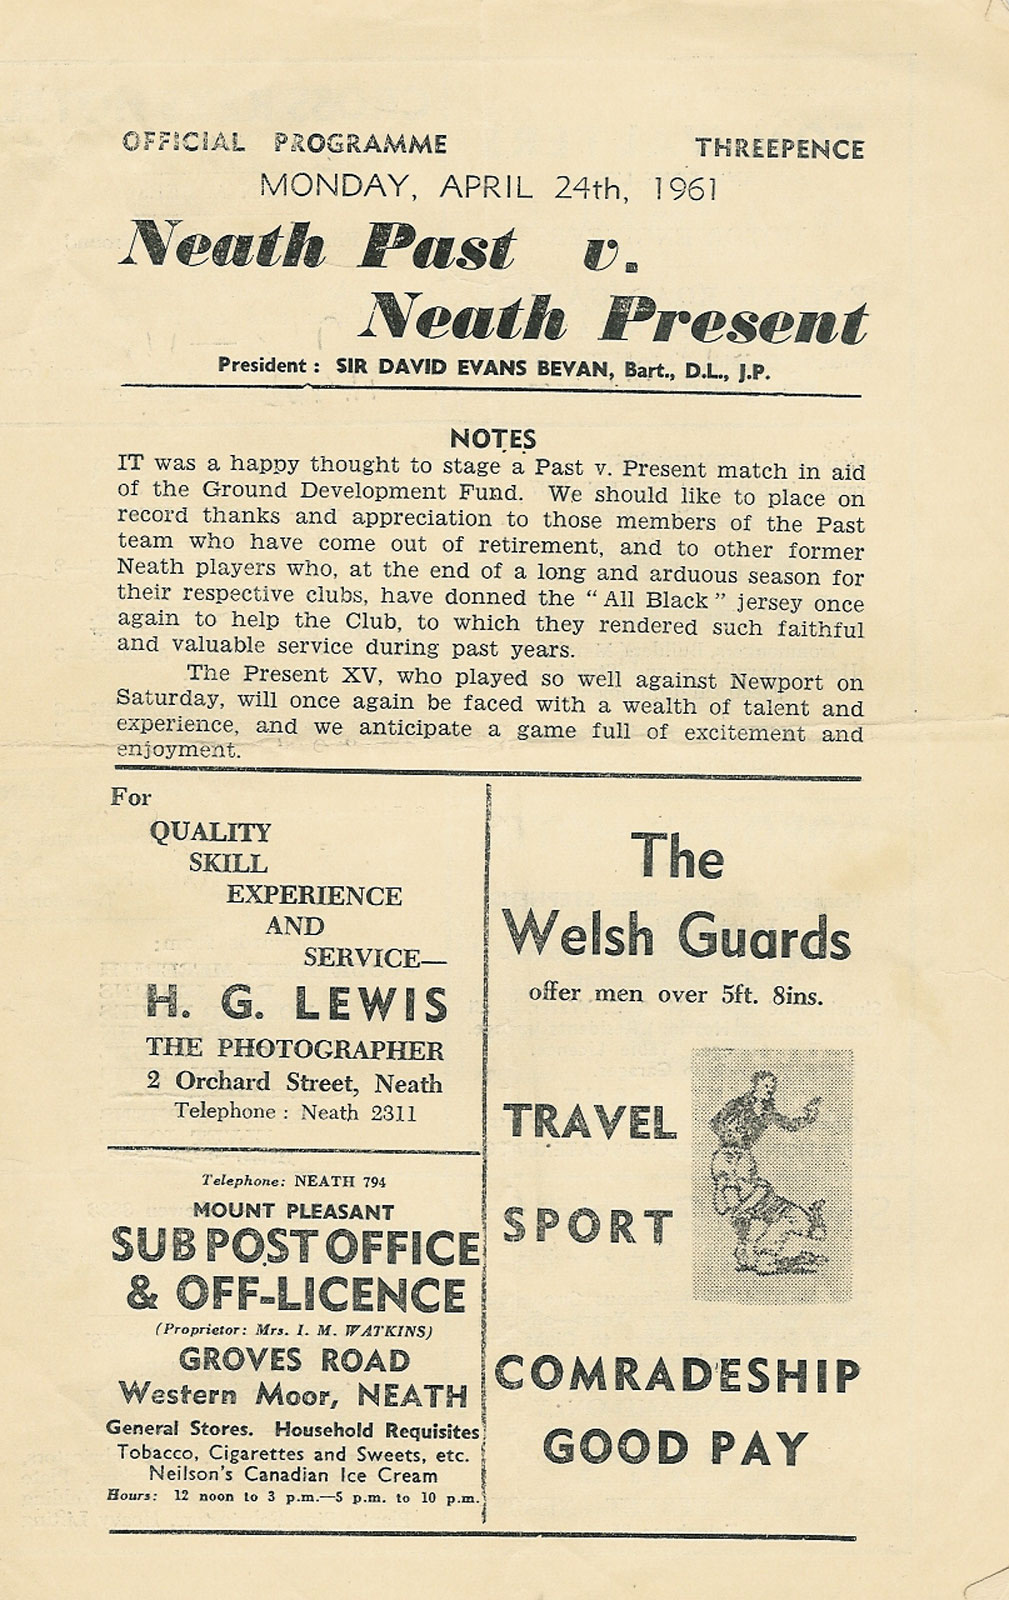 OFFICIAL PROGRAMME THREEPENCE
MONDAY, APRIL 24th, 1961
Neath Past v.
Neath Present
President : SIR DAVID EVANS BEVAN, Bart., D.L., J.P.
NOTES
IT was a happy thought to stage a Past v. Present match in aid
of the Ground Development Fund. We should like to place on
record thanks and appreciation to those members of the Past
team who have come out of retirement, and to other former
Neath players who, at the end of a long and arduous season for
their respective clubs, have donned the “ All Black ” jersey once
again to help the Club, to which they rendered such faithful
and valuable service during past years.
The Present XV, who played so well against Newport on
Saturday, will once again be faced with a wealth of talent and
experience, and we anticipate a game full of excitement and
enjoyment.
For
QUALITY
SKILL
EXPERIENCE
AND
SERVICE—
H. G. LEWIS
THE PHOTOGRAPHER
2 Orchard Street, Neath
Telephone : Neath 2311
Telephone: NEATH 794
MOUNT PLEASANT
SUB POST OFFICE
& OFF-LICENCE
(Proprietor: Mrs. I. M. WATKINS)
GROVES ROAD
Western Moor, NEATH
General Stores. Household Requisites
Tobacco, Cigarettes and Sweets, etc.
Neilson's Canadian Ice Cream
Hours: 12 noon to 3 p.m.—5 p.m. to 10 p.m.
The
Welsh Guards
offer men over 5ft. 8ins.
TRAVEL
SPORT
COMRADESHIP
GOOD PAY